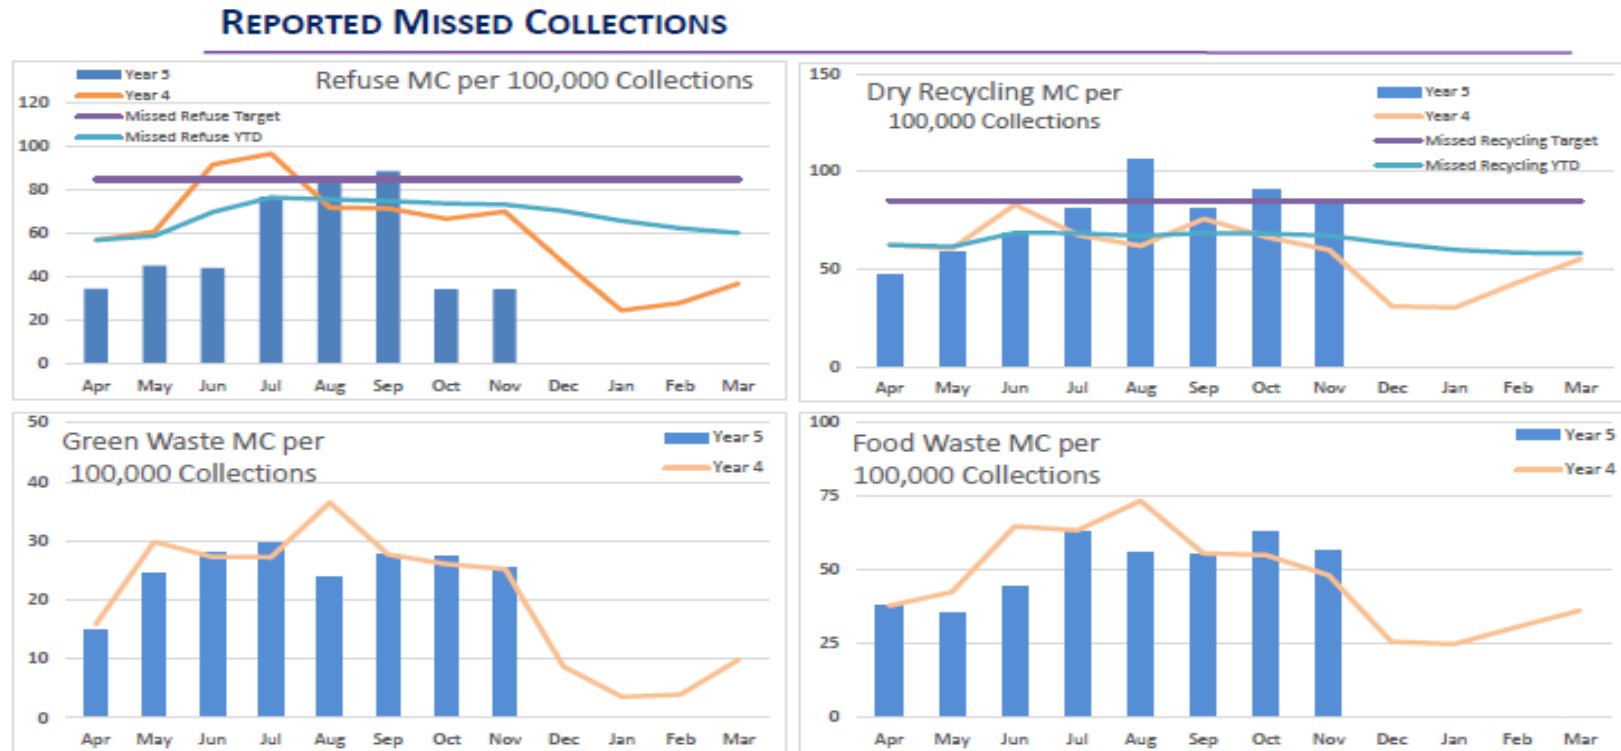 REPORTED MISSED COLLECTIONS
Refuse MC per 100,000 Collections
Year 5
Year 4
Missed Refuse Target
Missed Refuse YTD
120
100
80
60
40
20
0
Apr May Jun Jul Aug Sep Oct Nov Dec Jan Feb Mar
Dry Recycling MC per
100,000 Collections
Year 5
Year 4
Missed Recycling Target
Missed Recycling YTD
150
100
50
0
Apr May Jun Jul Aug Sep Oct Nov Dec Jan Feb Mar
Green Waste MC per
100,000 Collections
Year 5
Year 4
50
40
30
20
10
0
Apr May Jun Jul Aug Sep Oct Nov Dec Jan Feb Mar
Food Waste MC per
100,000 Collections
Year 5
Year 4
100
75
50
25
0
Apr May Jun Jul Aug Sep Oct Nov Dec Jan Feb Mar